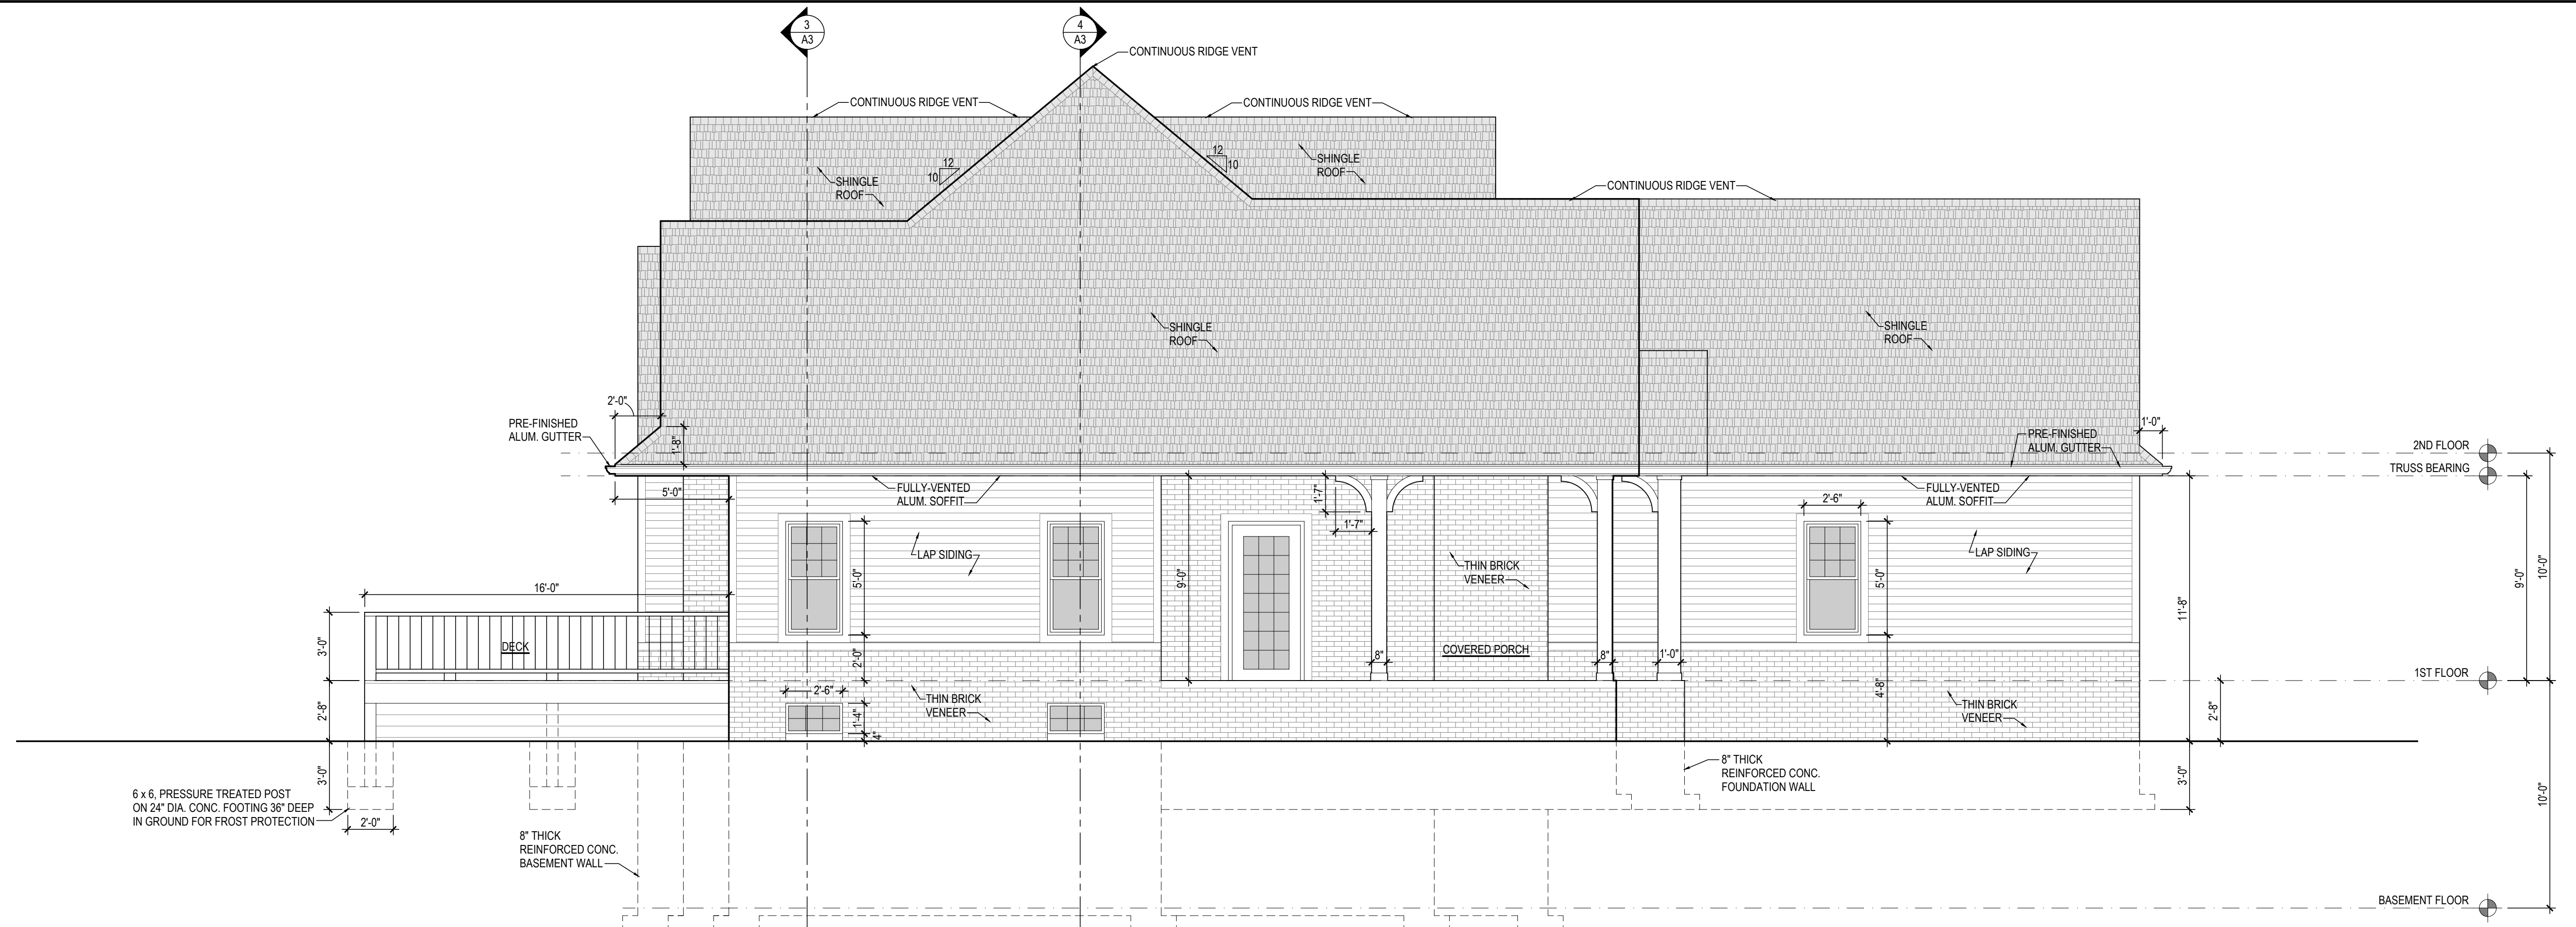 3
A3
4
A3
CONTINUOUS RIDGE VENT
CONTINUOUS RIDGE VENT
CONTINUOUS RIDGE VENT
12
10
12
10
SHINGLE
ROOF
SHINGLE
ROOF
CONTINUOUS RIDGE VENT
SHINGLE
ROOF
SHINGLE
ROOF
2'-0"
PRE-FINISHED
ALUM. GUTTER
1'-8"
1'-0"
PRE-FINISHED
ALUM. GUTTER
2ND FLOOR
TRUSS BEARING
5'-0"
FULLY-VENTED
ALUM. SOFFIT
1'-7"
1'-7"
FULLY-VENTED
ALUM. SOFFIT
2'-6"
LAP SIDING
LAP SIDING
5'-0"
9'-0"
THIN BRICK
VENEER
5'-0"
11'-8"
9'-0"
10'-0"
16'-0"
3'-0"
DECK
2'-0"
8"
COVERED PORCH
8"
1'-0"
1ST FLOOR
2'-8"
2'-6"
1'-4"
4"
THIN BRICK
VENEER
4'-8"
THIN BRICK
VENEER
2'-8"
3'-0"
6 x 6, PRESSURE TREATED POST
ON 24" DIA. CONC. FOOTING 36" DEEP
IN GROUND FOR FROST PROTECTION
2'-0"
8" THICK
REINFORCED CONC.
FOUNDATION WALL
3'-0"
10'-0"
8" THICK
REINFORCED CONC.
BASEMENT WALL
BASEMENT FLOOR